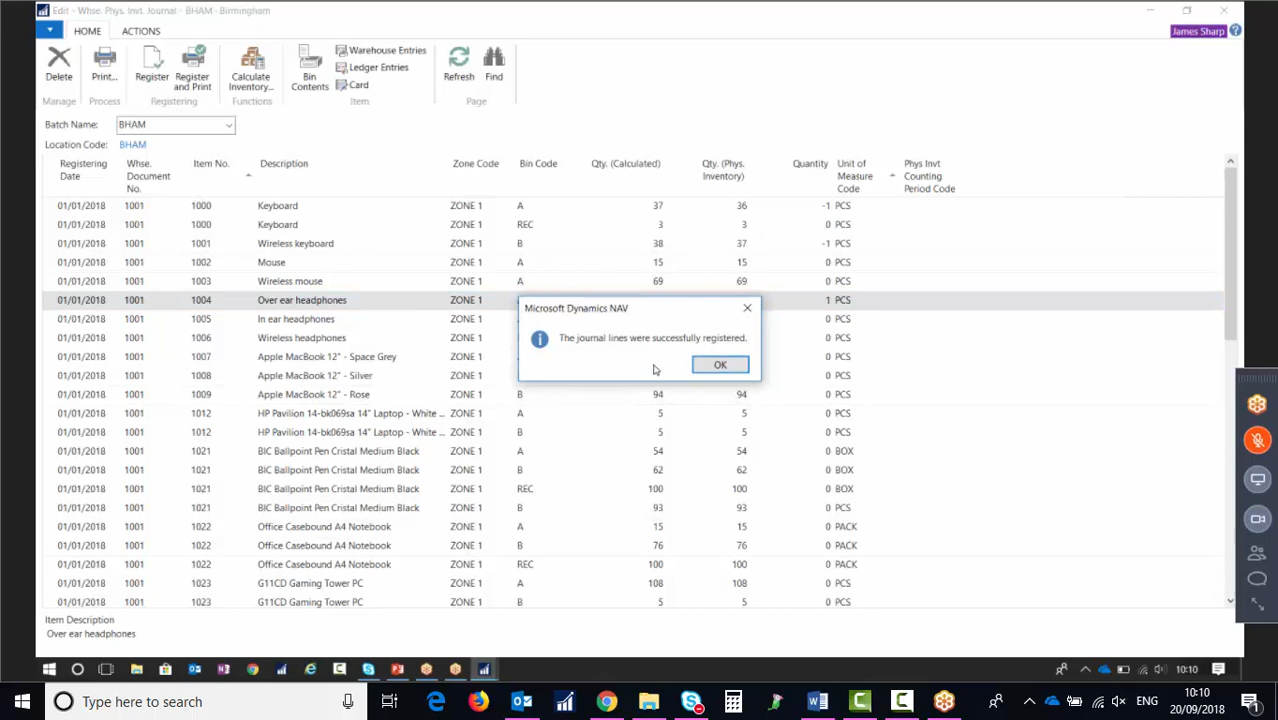 Edit - Whse. Phys. Invt. Journal - BHAM - Birmingham
HOME ACTIONS
James Sharp
Delete
Print...
Register
Register and Print
Calculate Inventory...
Bin Contents
Warehouse Entries
Ledger Entries
Card
Refresh
Find
Manage Process Registering Functions Item Page
Batch Name: BHAM
Location Code: BHAM
Registering Date Whse. Document No. Item No. Description Zone Code Bin Code Qty. (Calculated) Qty. (Phys. Inventory) Quantity Unit of Measure Code Phys Invt Counting Period Code
01/01/2018 1001 1000 Keyboard ZONE 1 A 37 36 -1 PCS
01/01/2018 1001 1000 Keyboard ZONE 1 REC 3 3 0 PCS
01/01/2018 1001 1001 Wireless keyboard ZONE 1 B 38 37 -1 PCS
01/01/2018 1001 1002 Mouse ZONE 1 A 15 15 0 PCS
01/01/2018 1001 1003 Wireless mouse ZONE 1 A 69 69 0 PCS
01/01/2018 1001 1004 Over ear headphones ZONE 1 1 PCS
01/01/2018 1001 1005 In ear headphones ZONE 1 0 PCS
01/01/2018 1001 1006 Wireless headphones ZONE 1 0 PCS
01/01/2018 1001 1007 Apple MacBook 12" - Space Grey ZONE 1 0 PCS
01/01/2018 1001 1008 Apple MacBook 12" - Silver ZONE 1 0 PCS
01/01/2018 1001 1009 Apple MacBook 12" - Rose ZONE 1 B 94 94 0 PCS
01/01/2018 1001 1012 HP Pavilion 14-bk069sa 14" Laptop - White ... ZONE 1 A 5 5 0 PCS
01/01/2018 1001 1012 HP Pavilion 14-bk069sa 14" Laptop - White ... ZONE 1 B 5 5 0 PCS
01/01/2018 1001 1021 BIC Ballpoint Pen Cristal Medium Black ZONE 1 A 54 54 0 BOX
01/01/2018 1001 1021 BIC Ballpoint Pen Cristal Medium Black ZONE 1 B 62 62 0 BOX
01/01/2018 1001 1021 BIC Ballpoint Pen Cristal Medium Black ZONE 1 REC 100 100 0 BOX
01/01/2018 1001 1021 BIC Ballpoint Pen Cristal Medium Black ZONE 1 B 93 93 0 PCS
01/01/2018 1001 1022 Office Casebound A4 Notebook ZONE 1 A 15 15 0 PACK
01/01/2018 1001 1022 Office Casebound A4 Notebook ZONE 1 B 76 76 0 PACK
01/01/2018 1001 1022 Office Casebound A4 Notebook ZONE 1 REC 100 100 0 PACK
01/01/2018 1001 1023 G11CD Gaming Tower PC ZONE 1 A 108 108 0 PCS
01/01/2018 1001 1023 G11CD Gaming Tower PC ZONE 1 B 5 5 0 PCS
Microsoft Dynamics NAV
The journal lines were successfully registered.
OK
Item Description
Over ear headphones
10:10
Type here to search
ENG
10:10
20/09/2018